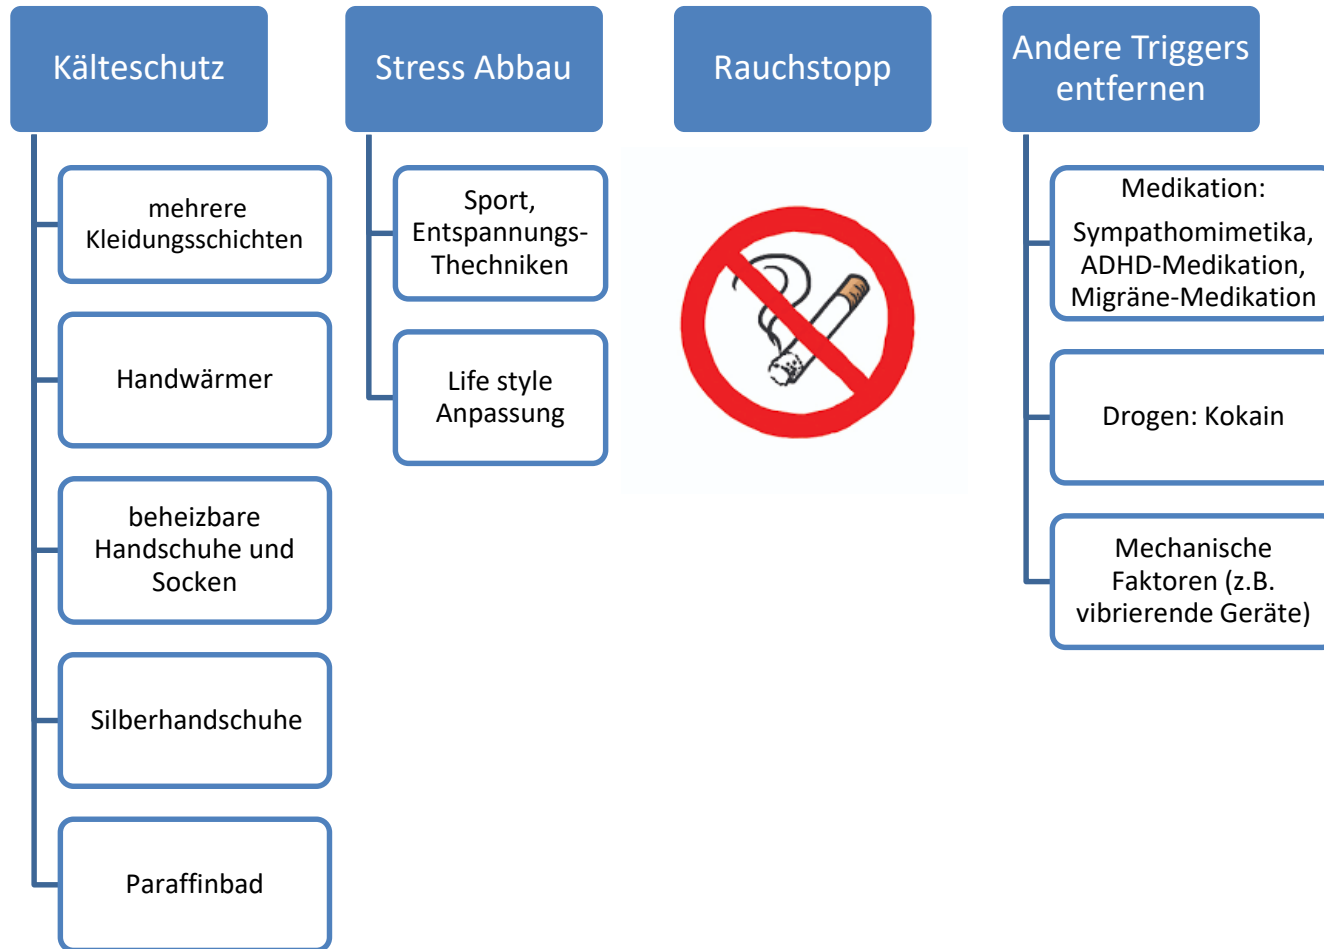 Kälteschutz
mehrere
Kleidungsschichten
Handwärmer
beheizbare
Handschuhe und
Socken
Silberhandschuhe
Paraffinbad
Stress Abbau
Sport,
Entspannungs-
Thechniken
Life style
Anpassung
Rauchstopp
Andere Triggers
entfernen
Medikation:
Sympathomimetika,
ADHD-Medikation,
Migräne-Medikation
Drogen: Kokain
Mechanische
Faktoren (z.B.
vibrierende Geräte)